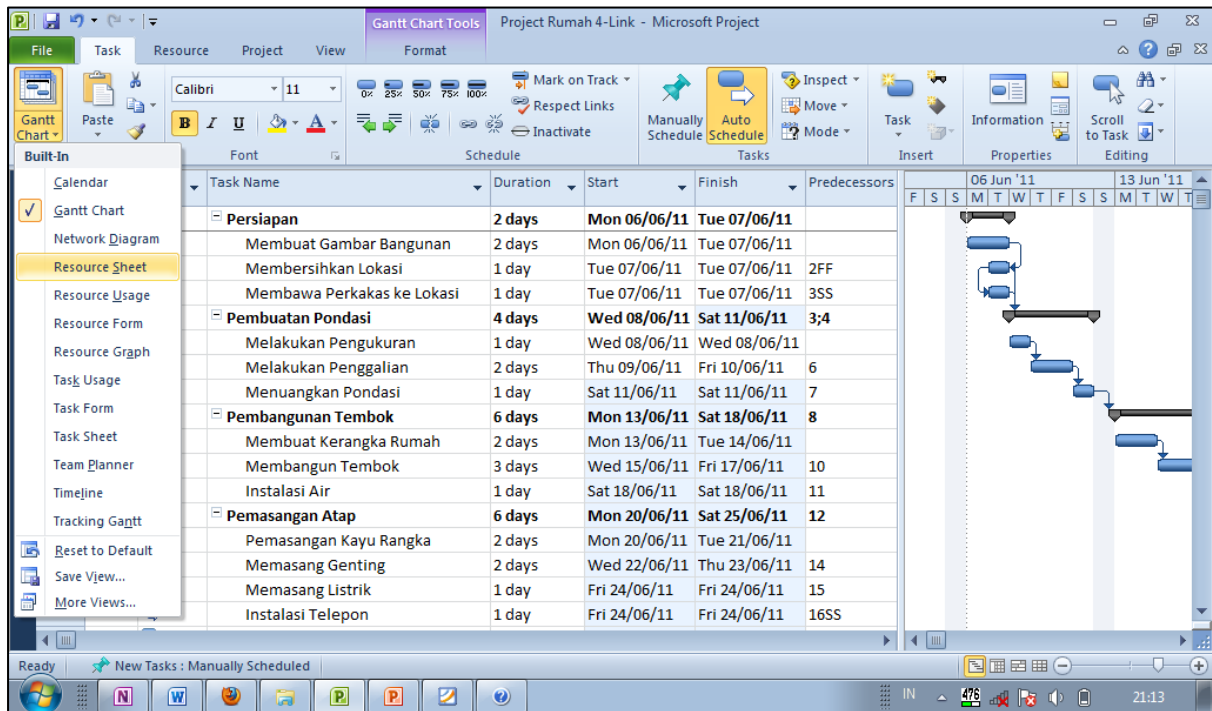 Gantt Chart Tools Project Rumah 4-Link - Microsoft Project
File Task Resource Project View Format
Gantt Chart
Paste
Calibri 11
B I U A
0% 25% 50% 75% 100%
Mark on Track
Respect Links
Inactivate
Manually Schedule
Auto Schedule
Inspect
Move
Mode
Task
Information
Scroll to Task
Font Schedule Tasks Insert Properties Editing
Built-In
Calendar
Gantt Chart
Network Diagram
Resource Sheet
Resource Usage
Resource Form
Resource Graph
Task Usage
Task Form
Task Sheet
Team Planner
Timeline
Tracking Gantt
Reset to Default
Save View...
More Views...
Task Name Duration Start Finish Predecessors
06 Jun '11 13 Jun '11
F S S M T W T F S S M T W T
Persiapan 2 days Mon 06/06/11 Tue 07/06/11
Membuat Gambar Bangunan 2 days Mon 06/06/11 Tue 07/06/11
Membersihkan Lokasi 1 day Tue 07/06/11 Tue 07/06/11 2FF
Membawa Perkakas ke Lokasi 1 day Tue 07/06/11 Tue 07/06/11 3SS
Pembuatan Pondasi 4 days Wed 08/06/11 Sat 11/06/11 3;4
Melakukan Pengukuran 1 day Wed 08/06/11 Wed 08/06/11
Melakukan Penggalian 2 days Thu 09/06/11 Fri 10/06/11 6
Menuangkan Pondasi 1 day Sat 11/06/11 Sat 11/06/11 7
Pembangunan Tembok 6 days Mon 13/06/11 Sat 18/06/11 8
Membuat Kerangka Rumah 2 days Mon 13/06/11 Tue 14/06/11
Membangun Tembok 3 days Wed 15/06/11 Fri 17/06/11 10
Instalasi Air 1 day Sat 18/06/11 Sat 18/06/11 11
Pemasangan Atap 6 days Mon 20/06/11 Sat 25/06/11 12
Pemasangan Kayu Rangka 2 days Mon 20/06/11 Tue 21/06/11
Memasang Genting 2 days Wed 22/06/11 Thu 23/06/11 14
Memasang Listrik 1 day Fri 24/06/11 Fri 24/06/11 15
Instalasi Telepon 1 day Fri 24/06/11 Fri 24/06/11 16SS
Ready New Tasks : Manually Scheduled
IN 476 21:13